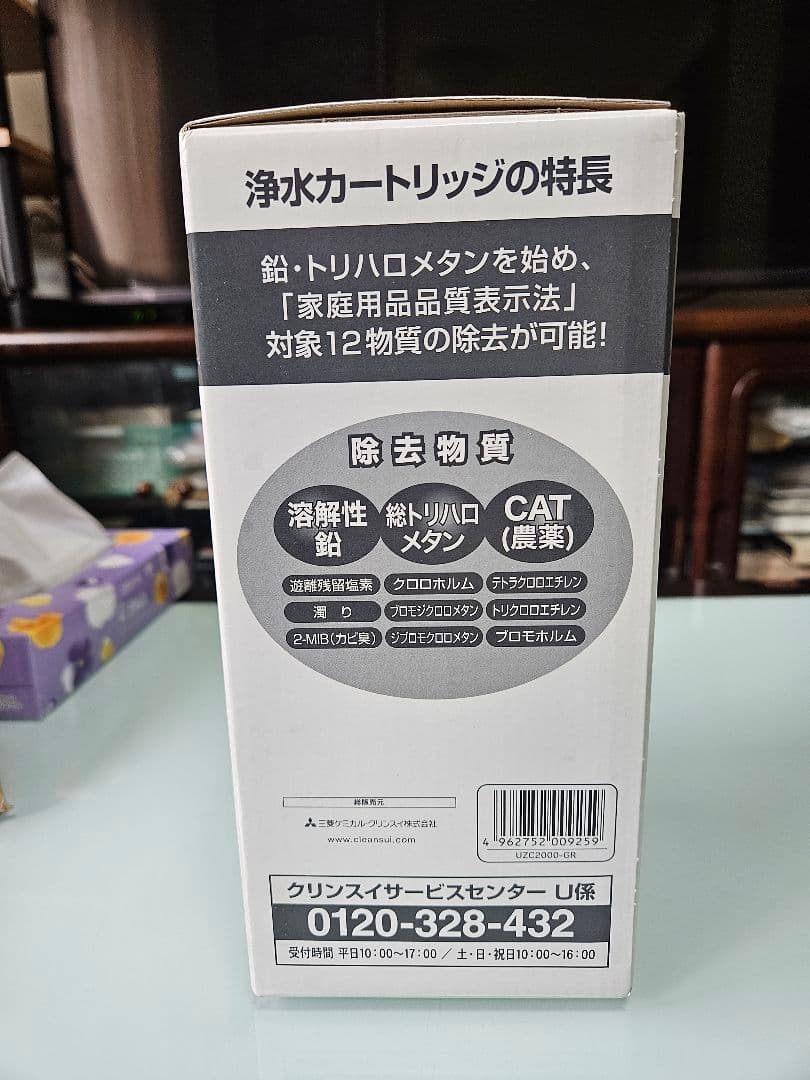 浄水カートリッジの特長
鉛・トリハロメタンを始め、
「家庭用品品質表示法」
対象12物質の除去が可能!
除去物質
溶解性
鉛
総トリハロ
メタン
CAT
(農薬)
遊離残留塩素
クロロホルム
テトラクロロエチレン
濁り
ブロモジクロロメタン
トリクロロエチレン
2-MIB(カビ臭)
ジブロモクロロメタン
ブロモホルム
総販売元
三菱ケミカル・クリンスイ株式会社
www.cleansui.com
4 962752 009259
UZC2000-GR
クリンスイサービスセンター U係
0120-328-432
受付時間 平日10:00〜17:00 / 土・日・祝日10:00〜16:00